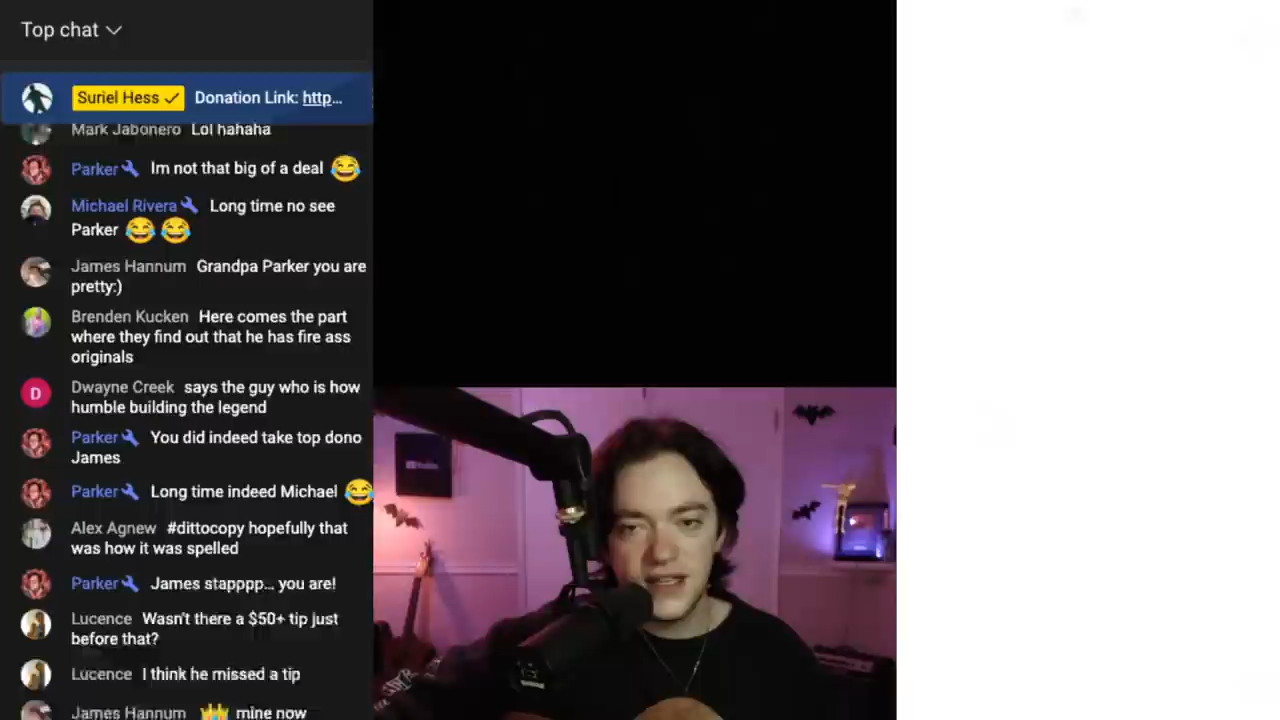 Top chat
Suriel Hess Donation Link: http...
Mark Jabonero Lol hahaha
Parker Im not that big of a deal 😂
Michael Rivera Long time no see
Parker 😂 😂
James Hannum Grandpa Parker you are
pretty:)
Brenden Kucken Here comes the part
where they find out that he has fire ass
originals
D
Dwayne Creek says the guy who is how
humble building the legend
Parker You did indeed take top dono
James
Parker Long time indeed Michael 😂
Alex Agnew #dittocopy hopefully that
was how it was spelled
Parker James stapppp... you are!
Lucence Wasn't there a $50+ tip just
before that?
Lucence I think he missed a tip
James Hannum 👑 mine now